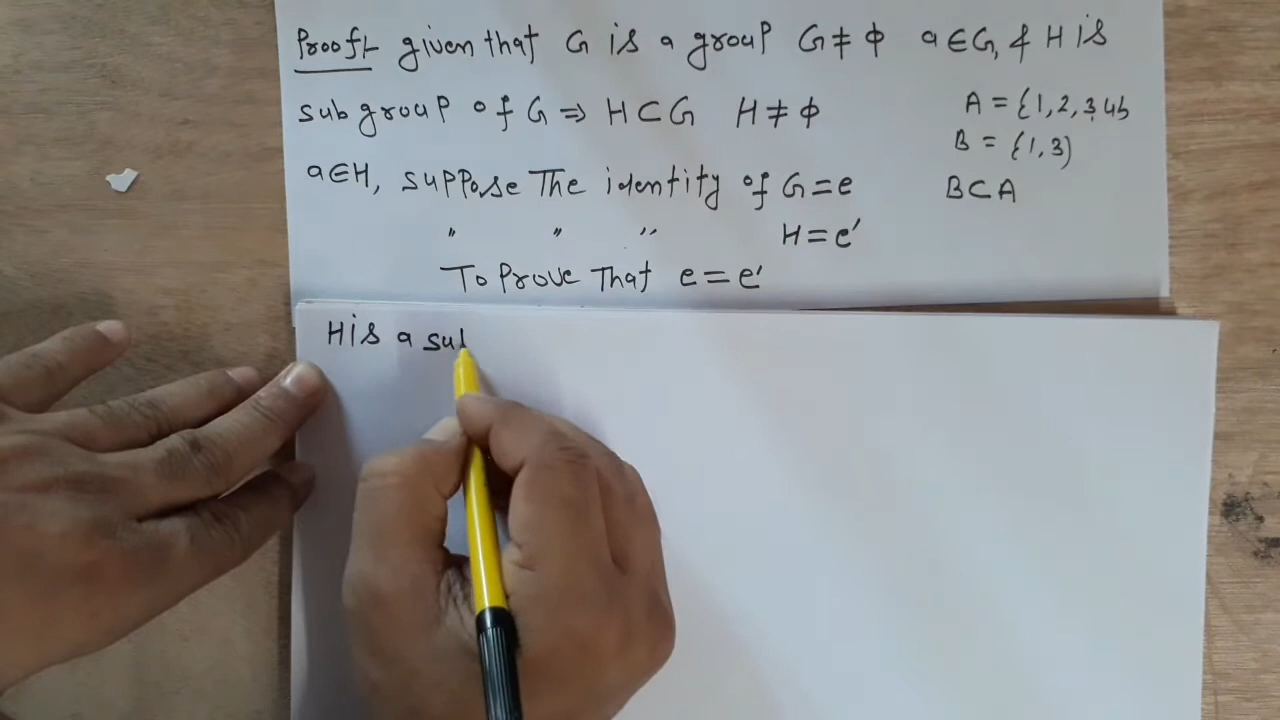 Proof:- given that G is a group G ≠ ϕ a∈G, & H is
subgroup of G ⇒ H⊂G H ≠ ϕ
A = {1,2,3,4}
B = {1,3}
a∈H, suppose The identity of G = e
B⊂A
" " " H = e'
To Prove That e = e'
H is a sub